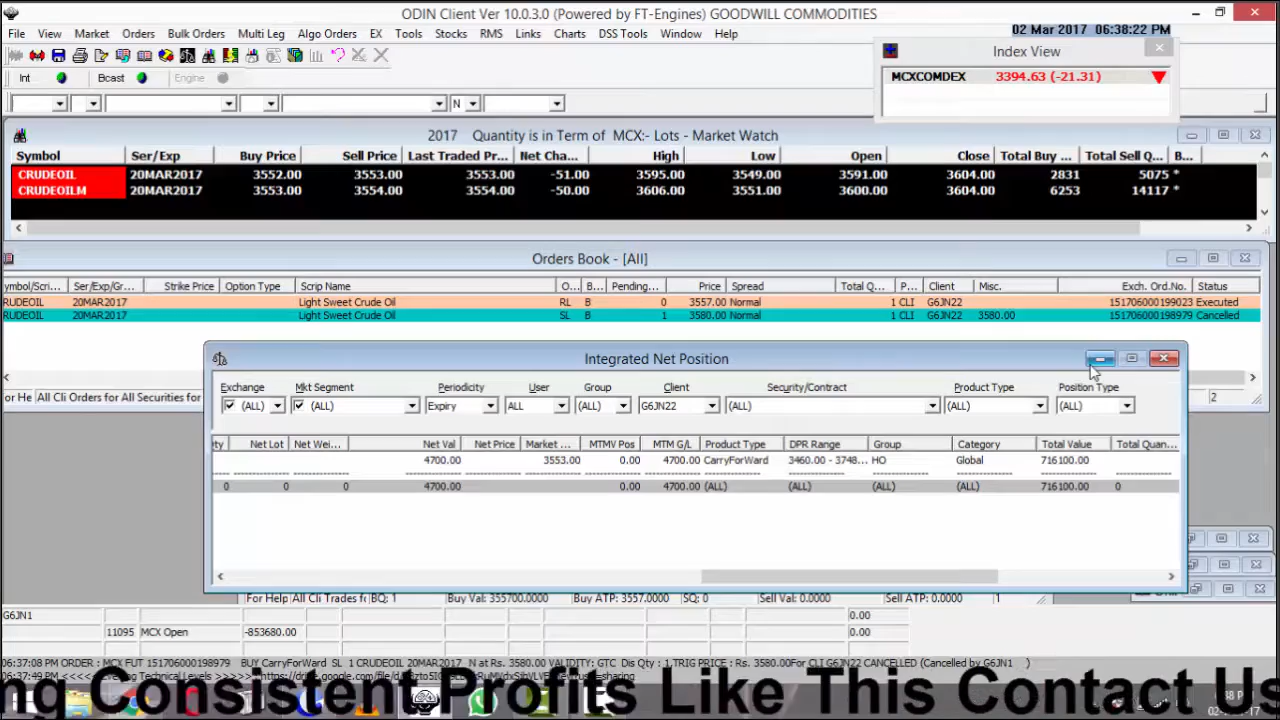 ODIN Client Ver 10.0.3.0 (Powered by FT-Engines) GOODWILL COMMODITIES
File View Market Orders Bulk Orders Multi Leg Algo Orders EX Tools Stocks RMS Links Charts DSS Tools Window Help
02 Mar 2017 06:38:22 PM
Index View
MCXCOMDEX 3394.63 (-21.31)
Int Bcast Engine
N
2017 Quantity is in Term of MCX:- Lots - Market Watch
Symbol Ser/Exp Buy Price Sell Price Last Traded Pr... Net Cha... High Low Open Close Total Buy ... Total Sell Q... B...
CRUDEOIL 20MAR2017 3552.00 3553.00 3553.00 -51.00 3595.00 3549.00 3591.00 3604.00 2831 5075 *
CRUDEOILM 20MAR2017 3553.00 3554.00 3554.00 -50.00 3606.00 3551.00 3600.00 3604.00 6253 14117 *
Orders Book - [All]
ymbol/Scri... Ser/Exp/Gr... Strike Price Option Type Scrip Name O... B... Pending... Price Spread Total Q... P... Client Misc. Exch. Ord.No. Status
RUDEOIL 20MAR2017 Light Sweet Crude Oil RL B 0 3557.00 Normal 1 CLI G6JN22 151706000199023 Executed
RUDEOIL 20MAR2017 Light Sweet Crude Oil SL B 1 3580.00 Normal 1 CLI G6JN22 3580.00 151706000198979 Cancelled
or He All Cli Orders for All Securities for 2
Integrated Net Position
Exchange Mkt Segment Periodicity User Group Client Security/Contract Product Type Position Type
(ALL) (ALL) Expiry ALL (ALL) G6JN22 (ALL) (ALL) (ALL)
ty Net Lot Net Wei... Net Val Net Price Market ... MTMV Pos MTM G/L Product Type DPR Range Group Category Total Value Total Quan...
4700.00 3553.00 0.00 4700.00 CarryForWard 3460.00 - 3748... HO Global 716100.00
0 0 0 4700.00 0.00 4700.00 (ALL) (ALL) (ALL) (ALL) 716100.00 0
For Help All Cli Trades f BQ: 1 Buy Val: 355700.0000 Buy ATP: 3557.0000 SQ: 0 Sell Val: 0.0000 Sell ATP: 0.0000 1
G6JN1 0.00
11095 MCX Open -853680.00 0.00
06:37:08 PM ORDER : MCX FUT 151706000198979 BUY CarryForward SL 1 CRUDEOIL 20MAR2017 N at Rs. 3580.00 VALIDITY: GTC Dis Qty : 1,TRIG PRICE : Rs. 3580.00For CLI G6JN22 CANCELLED (Cancelled by G6JN1 )
06:37:49 PM
ng Consistent Profits Like This Contact Us